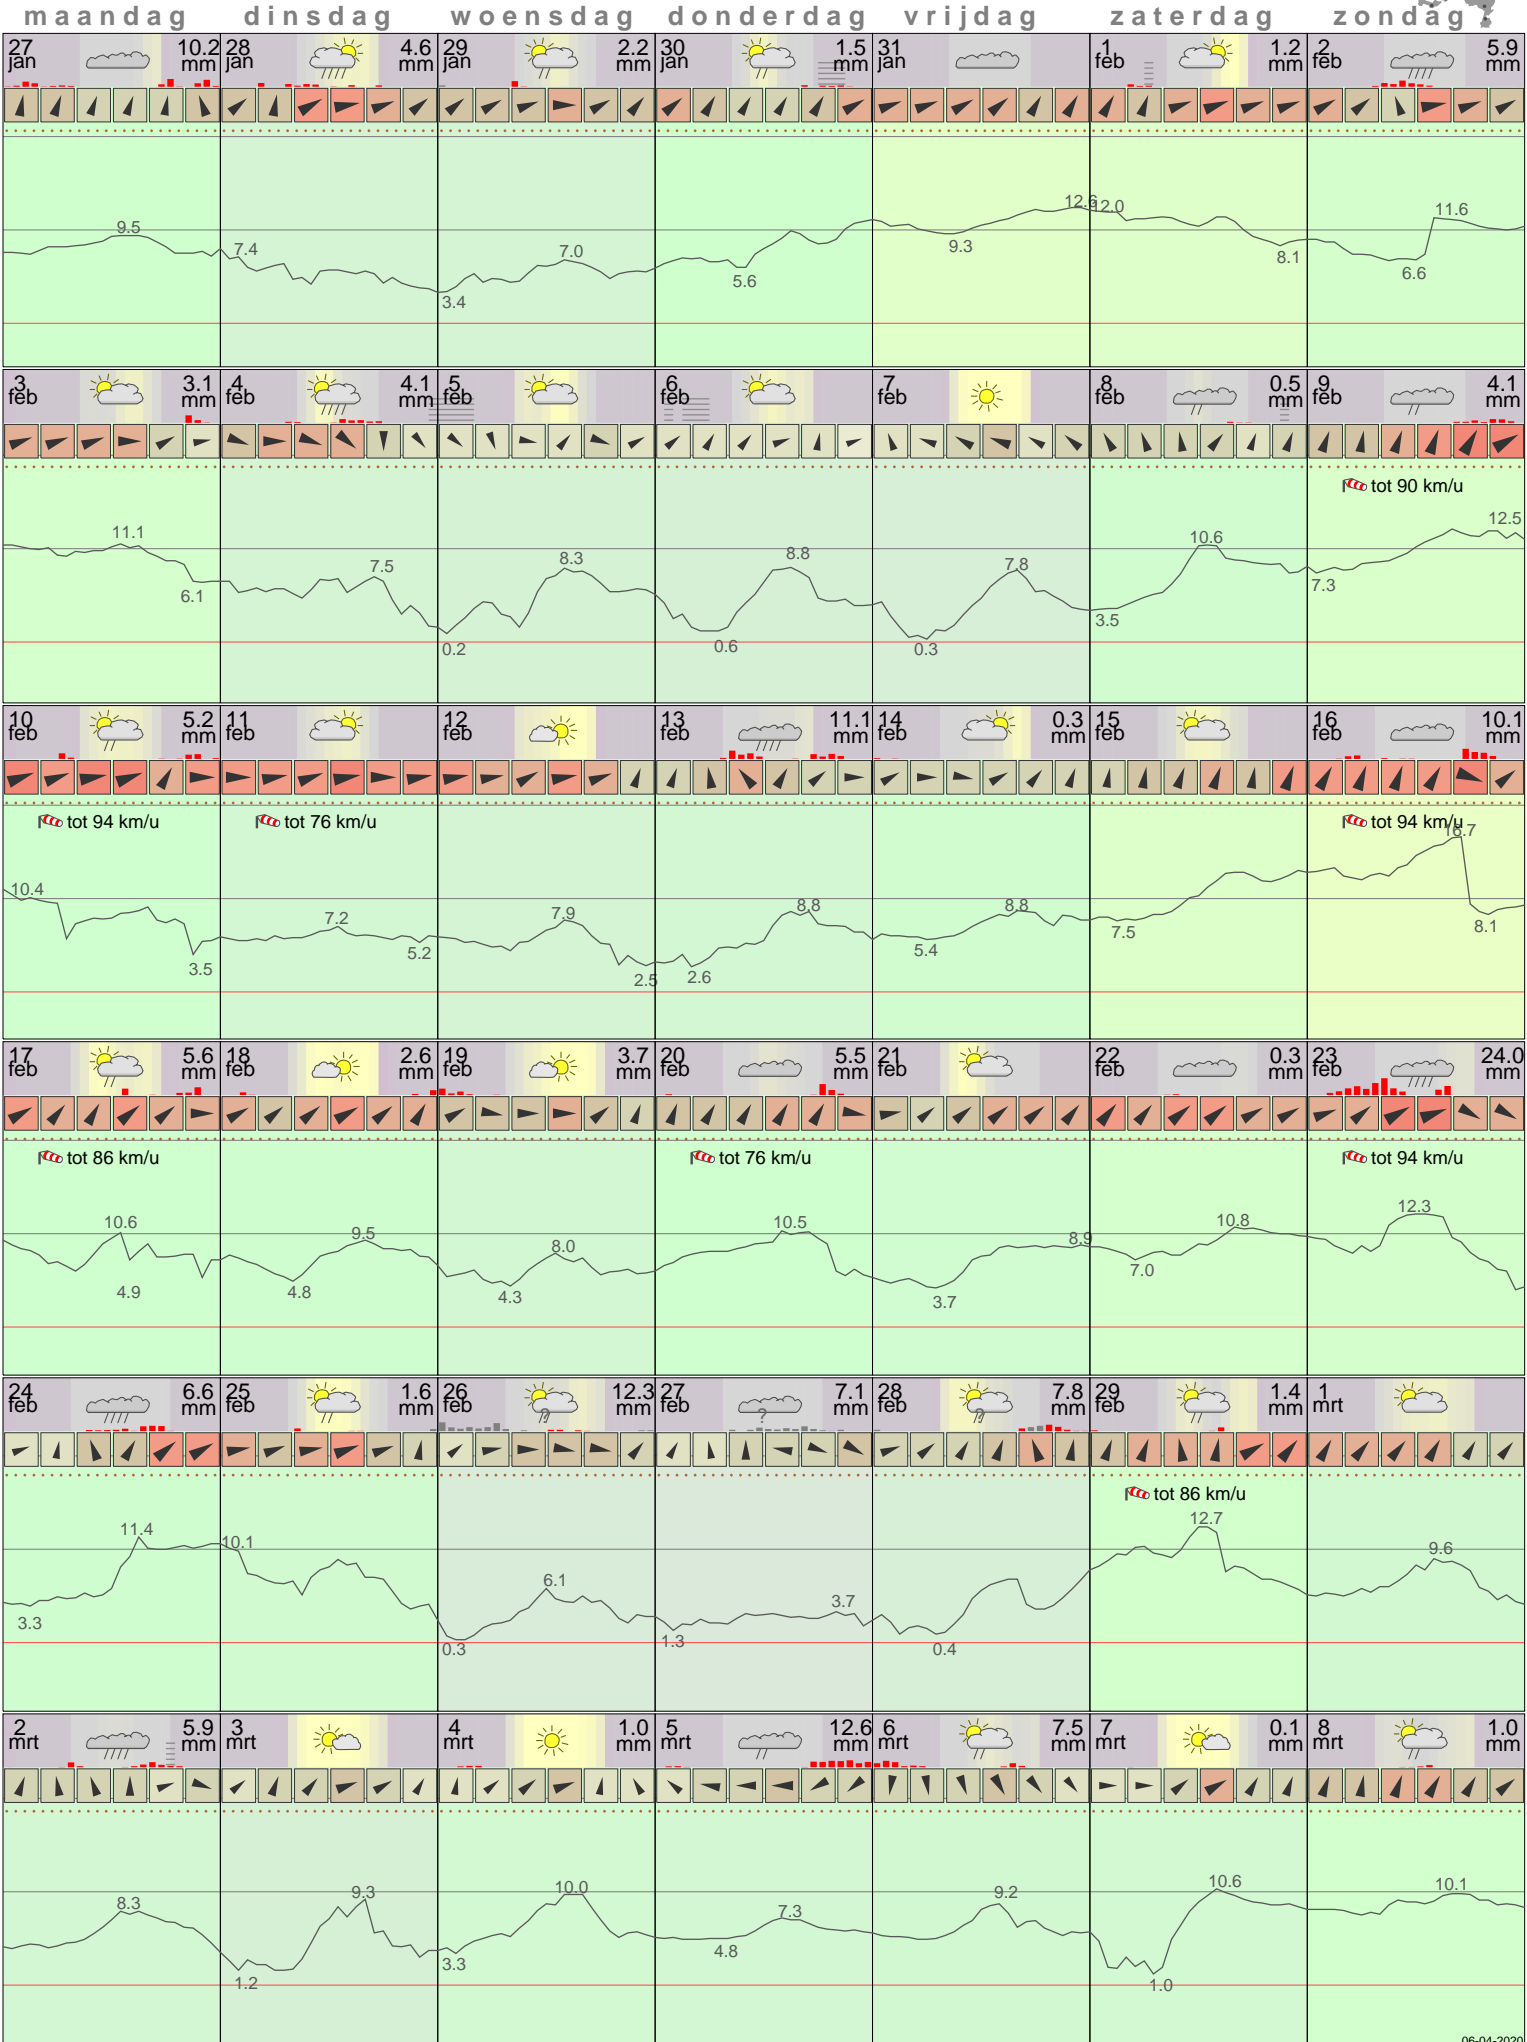 maandag dinsdag woensdag donderdag vrijdag zaterdag zondag
27 jan 10.2 mm 28 jan 4.6 mm 29 jan 2.2 mm 30 jan 1.5 mm 31 jan 1 feb 1.2 mm 2 feb 5.9 mm
9.5 7.4 3.4 7.0 5.6 9.3 12.6 12.0 8.1 6.6 11.6
3 feb 3.1 mm 4 feb 4.1 mm 5 feb 6 feb 7 feb 8 feb 0.5 mm 9 feb 4.1 mm
tot 90 km/u
11.1 6.1 7.5 0.2 8.3 0.6 8.8 0.3 7.8 3.5 10.6 7.3 12.5
10 feb 5.2 mm 11 feb 12 feb 13 feb 11.1 mm 14 feb 0.3 mm 15 feb 16 feb 10.1 mm
tot 94 km/u tot 76 km/u tot 94 km/u
10.4 3.5 7.2 5.2 7.9 2.5 2.6 8.8 5.4 8.8 7.5 16.7 8.1
17 feb 5.6 mm 18 feb 2.6 mm 19 feb 3.7 mm 20 feb 5.5 mm 21 feb 22 feb 0.3 mm 23 feb 24.0 mm
tot 86 km/u tot 76 km/u tot 94 km/u
10.6 4.9 4.8 9.5 4.3 8.0 10.5 3.7 8.9 7.0 10.8 12.3
24 feb 6.6 mm 25 feb 1.6 mm 26 feb ? 12.3 mm 27 feb ? 7.1 mm 28 feb ? 7.8 mm 29 feb 1.4 mm 1 mrt
tot 86 km/u
3.3 11.4 10.1 0.3 6.1 1.3 3.7 0.4 12.7 9.6
2 mrt 5.9 mm 3 mrt 4 mrt 1.0 mm 5 mrt 12.6 mm 6 mrt 7.5 mm 7 mrt 0.1 mm 8 mrt 1.0 mm
8.3 1.2 9.3 3.3 10.0 4.8 7.3 9.2 1.0 10.6 10.1
06-04-2020